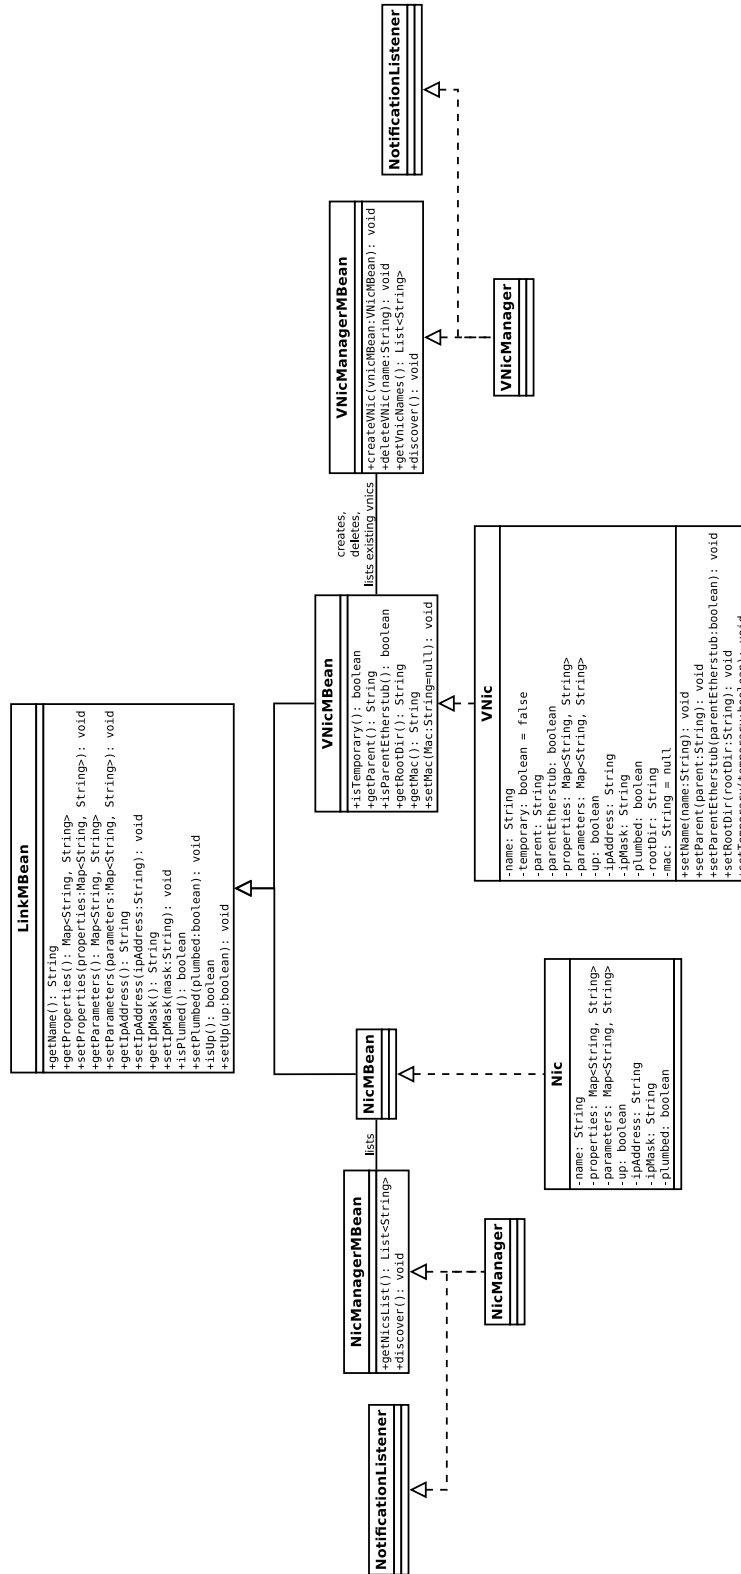 LinkMBean
+getName(): String
+getProperties(): Map<String, String>
+setProperties(properties:Map<String, String>): void
+getParameters(): Map<String, String>
+setParameters(parameters:Map<String, String>): void
+getIpAddress(): String
+setIpAddress(ipAddress:String): void
+getIpMask(): String
+setIpMask(mask:String): void
+isPlumed(): boolean
+setPlumbed(plumbed:boolean): void
+isUp(): boolean
+setUp(up:boolean): void
NotificationListener
NicManagerMBean
+getNicsList(): List<String>
+discover(): void
lists
NicMBean
VNicMBean
+isTemporary(): boolean
+getParent(): String
+isParentEtherstub(): boolean
+getRootDir(): String
+getMac(): String
+setMac(Mac:String=null): void
creates,
deletes,
lists existing vnics
VNicManagerMBean
+createVNic(vnicMBean:VNicMBean): void
+deleteVNic(name:String): void
+getVnicNames(): List<String>
+discover(): void
NotificationListener
NicManager
Nic
-name: String
-properties: Map<String, String>
-parameters: Map<String, String>
-up: boolean
-ipAddress: String
-ipMask: String
-plumbed: boolean
VNic
-name: String
-temporary: boolean = false
-parent: String
-parentEtherstub: boolean
-properties: Map<String, String>
-parameters: Map<String, String>
-up: boolean
-ipAddress: String
-ipMask: String
-plumbed: boolean
-rootDir: String
-mac: String = null
+setName(name:String): void
+setParent(parent:String): void
+setParentEtherstub(parentEtherstub:boolean): void
+setRootDir(rootDir:String): void
VNicManager